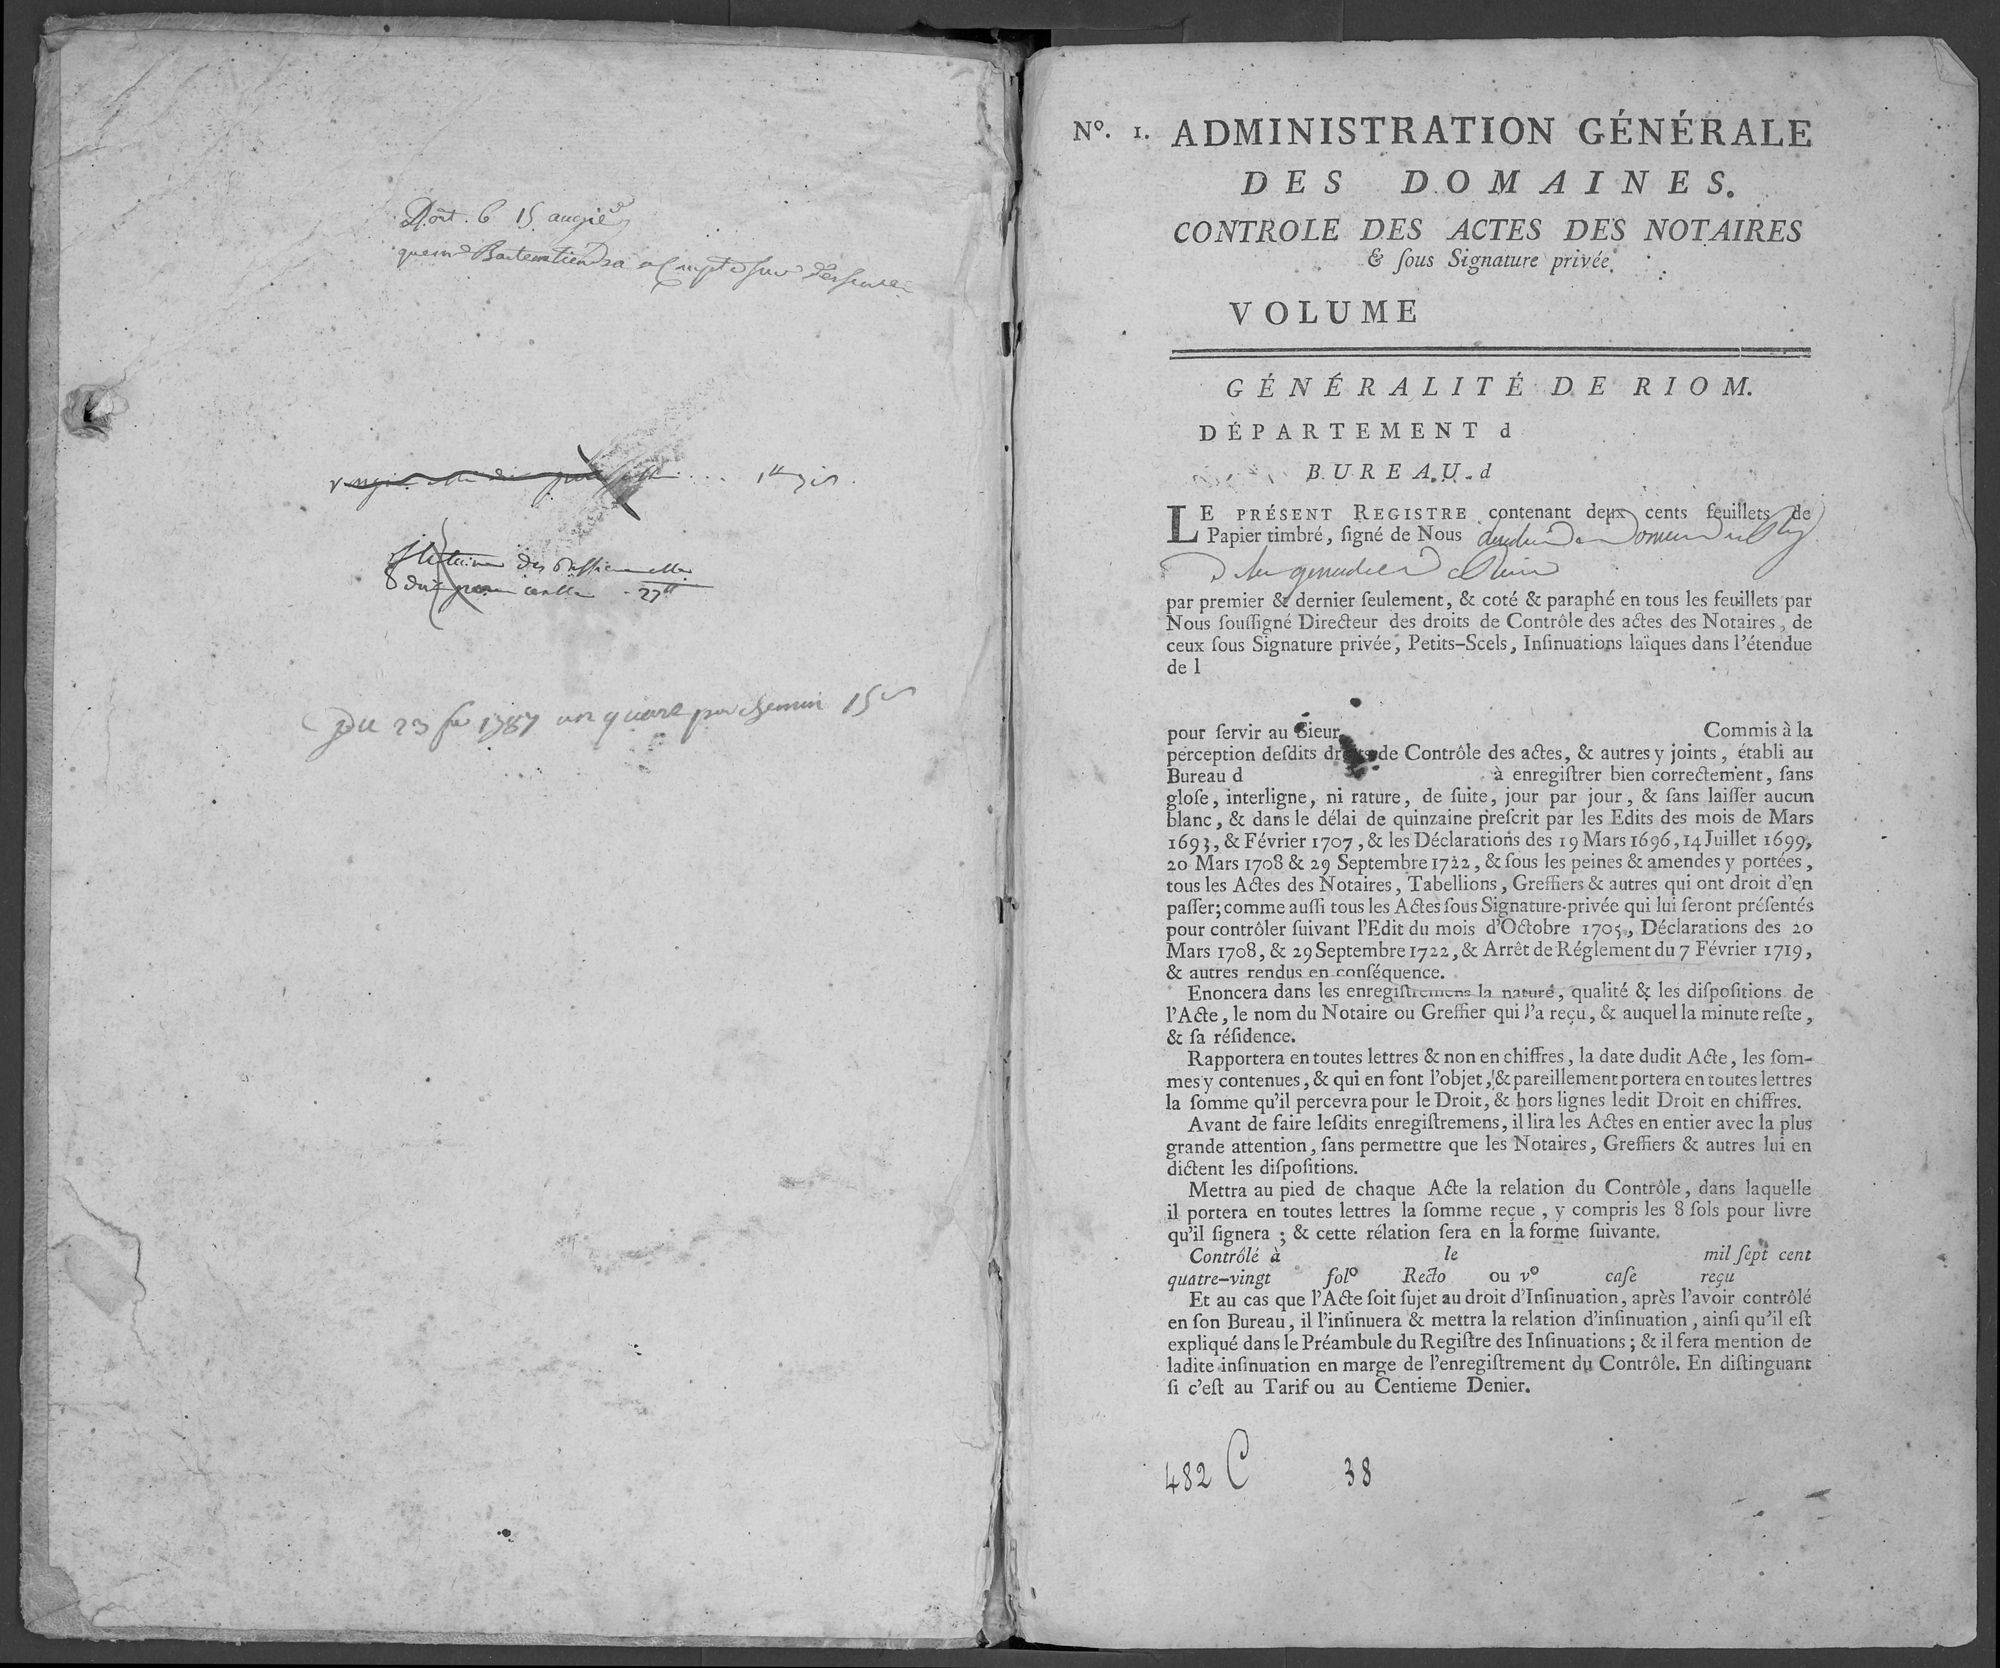 Du 23 1787 un quare parchemin 15
Nº. 1. ADMINISTRATION GÉNÉRALE
DES DOMAINES.
CONTROLE DES ACTES DES NOTAIRES
& ſous Signature privée.
VOLUME
GÉNÉRALITÉ DE RIOM.
DÉPARTEMENT d
BUREAU d
LE PRÉSENT REGISTRE contenant deux cents feuillets de
Papier timbré, ſigné de Nous
par premier & dernier ſeulement, & coté & paraphé en tous les feuillets par
Nous ſouſſigné Directeur des droits de Contrôle des actes des Notaires, de
ceux ſous Signature privée, Petits-Scels, Inſinuations laïques dans l'étendue
de l
pour ſervir au Sieur Commis à la
perception deſdits droits de Contrôle des actes, & autres y joints, établi au
Bureau d à enregiſtrer bien correctement, ſans
gloſe, interligne, ni rature, de ſuite, jour par jour, & ſans laiſſer aucun
blanc, & dans le délai de quinzaine preſcrit par les Edits des mois de Mars
1693, & Février 1707, & les Déclarations des 19 Mars 1696, 14 Juillet 1699,
20 Mars 1708 & 29 Septembre 1722, & ſous les peines & amendes y portées,
tous les Actes des Notaires, Tabellions, Greffiers & autres qui ont droit d'en
paſſer; comme auſſi tous les Actes ſous Signature-privée qui lui ſeront préſentés
pour contrôler ſuivant l'Edit du mois d'Octobre 1705, Déclarations des 20
Mars 1708, & 29 Septembre 1722, & Arrêt de Réglement du 7 Février 1719,
& autres rendus en conſéquence.
Enoncera dans les enregiſtremens la nature, qualité & les diſpoſitions de
l'Acte, le nom du Notaire ou Greffier qui l'a reçu, & auquel la minute reſte,
& ſa réſidence.
Rapportera en toutes lettres & non en chiffres, la date dudit Acte, les ſom-
mes y contenues, & qui en font l'objet, & pareillement portera en toutes lettres
la ſomme qu'il percevra pour le Droit, & hors lignes ledit Droit en chiffres.
Avant de faire leſdits enregiſtremens, il lira les Actes en entier avec la plus
grande attention, ſans permettre que les Notaires, Greffiers & autres lui en
dictent les diſpoſitions.
Mettra au pied de chaque Acte la relation du Contrôle, dans laquelle
il portera en toutes lettres la ſomme reçue, y compris les 8 ſols pour livre
qu'il ſignera; & cette rélation ſera en la forme ſuivante.
Contrôlé à le mil ſept cent
quatre-vingt folº Recto ou vº caſe reçu
Et au cas que l'Acte ſoit ſujet au droit d'Inſinuation, après l'avoir contrôlé
en ſon Bureau, il l'inſinuera & mettra la relation d'inſinuation, ainſi qu'il eſt
expliqué dans le Préambule du Regiſtre des Inſinuations; & il fera mention de
ladite inſinuation en marge de l'enregiſtrement du Contrôle. En diſtinguant
ſi c'eſt au Tarif ou au Centieme Denier.
482 C 38